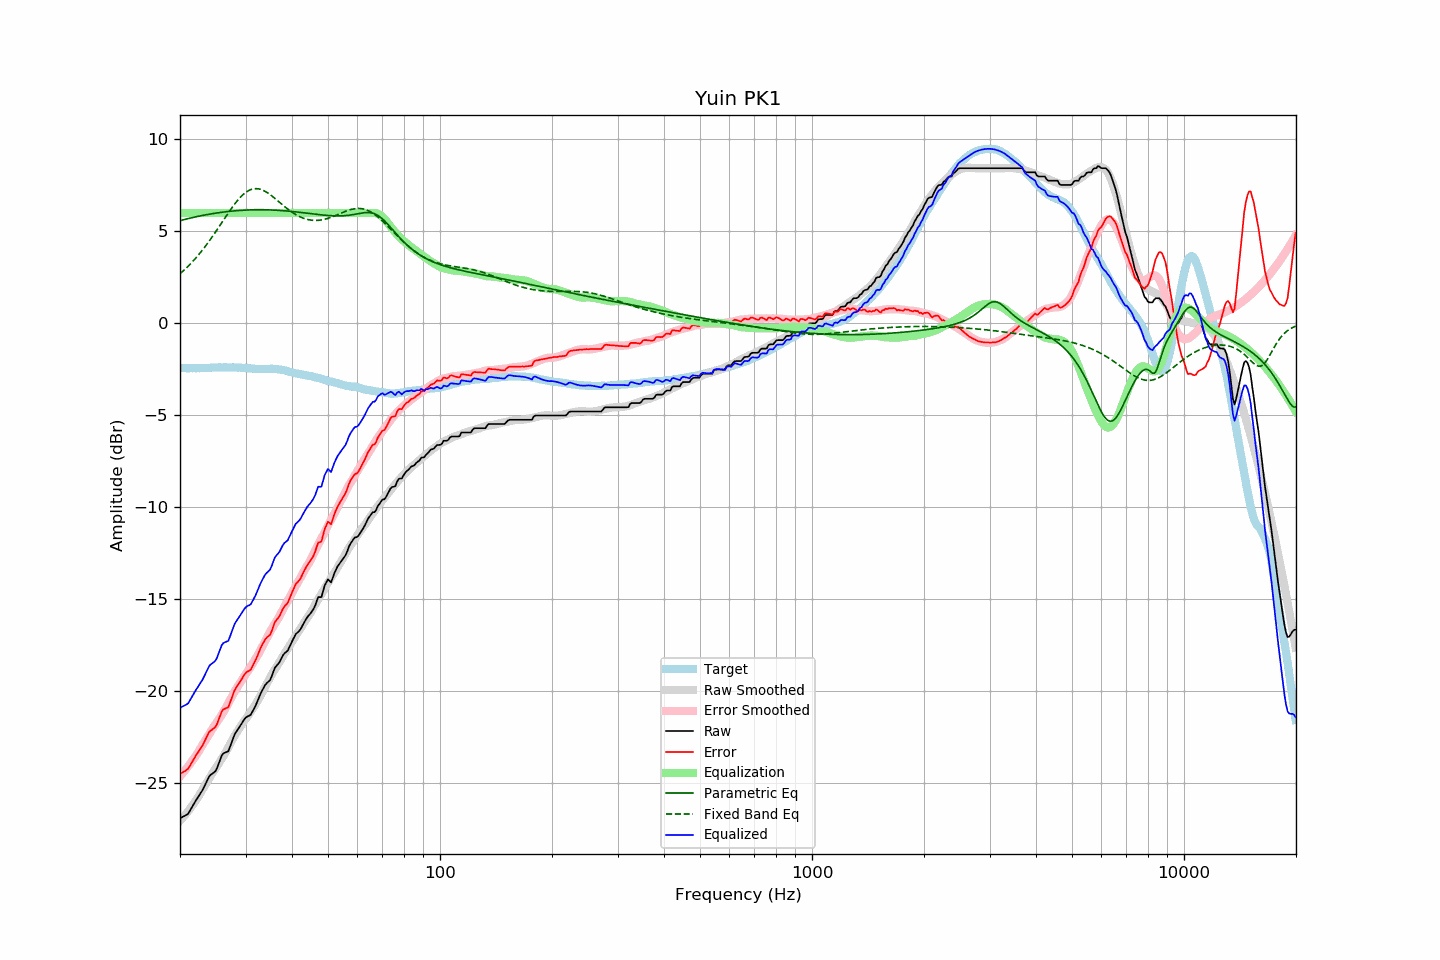 Yuin PK1
Amplitude (dBr)
10
5
0
−5
−10
−15
−20
−25
100
1000
10000
Frequency (Hz)
Target
Raw Smoothed
Error Smoothed
Raw
Error
Equalization
Parametric Eq
Fixed Band Eq
Equalized